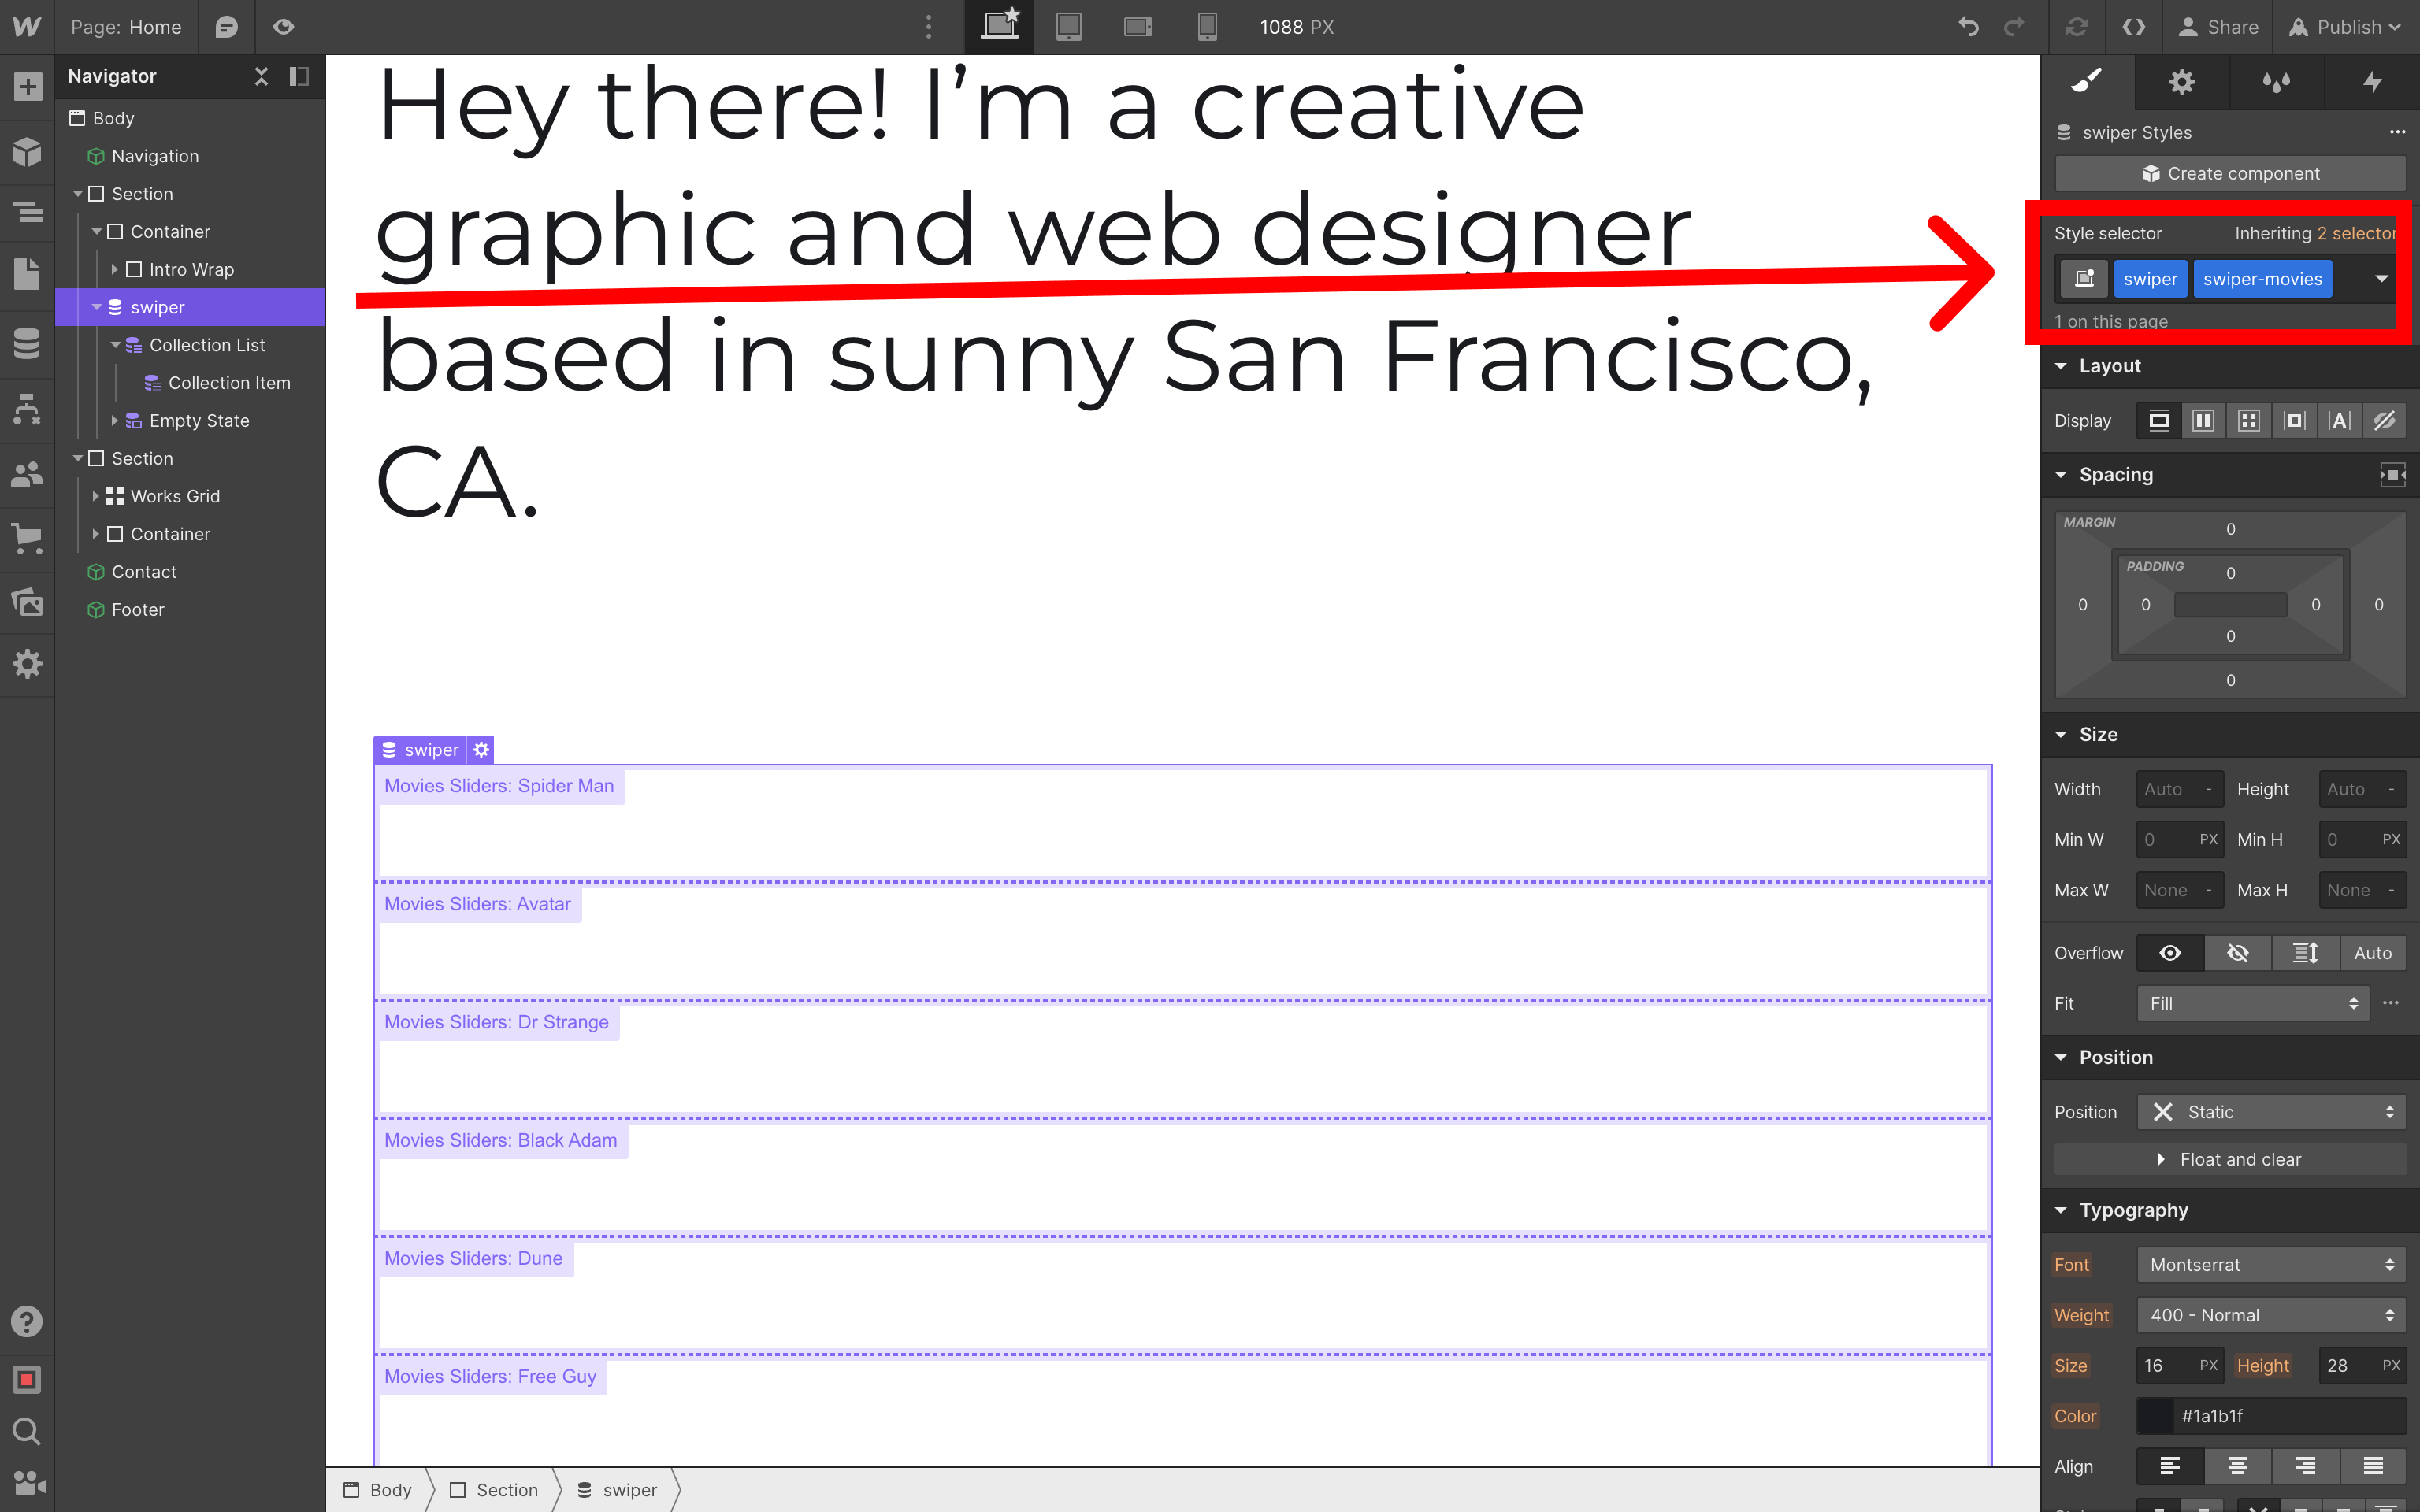 Page: Home
1088 PX
Share
Publish
Navigator
Body
Navigation
Section
Container
Intro Wrap
swiper
Collection List
Collection Item
Empty State
Section
Works Grid
Container
Contact
Footer
Hey there! I’m a creative
graphic and web designer
based in sunny San Francisco,
CA.
swiper
Movies Sliders: Spider Man
Movies Sliders: Avatar
Movies Sliders: Dr Strange
Movies Sliders: Black Adam
Movies Sliders: Dune
Movies Sliders: Free Guy
Body
Section
swiper
swiper Styles
Create component
Style selector Inheriting 2 selector
swiper swiper-movies
1 on this page
Layout
Display
Spacing
MARGIN
0
PADDING
0
0 0 0 0
0
0
Size
Width Auto - Height Auto -
Min W 0 PX Min H 0 PX
Max W None - Max H None -
Overflow Auto
Fit Fill
Position
Position Static
Float and clear
Typography
Font Montserrat
Weight 400 - Normal
Size 16 PX Height 28 PX
Color #1a1b1f
Align